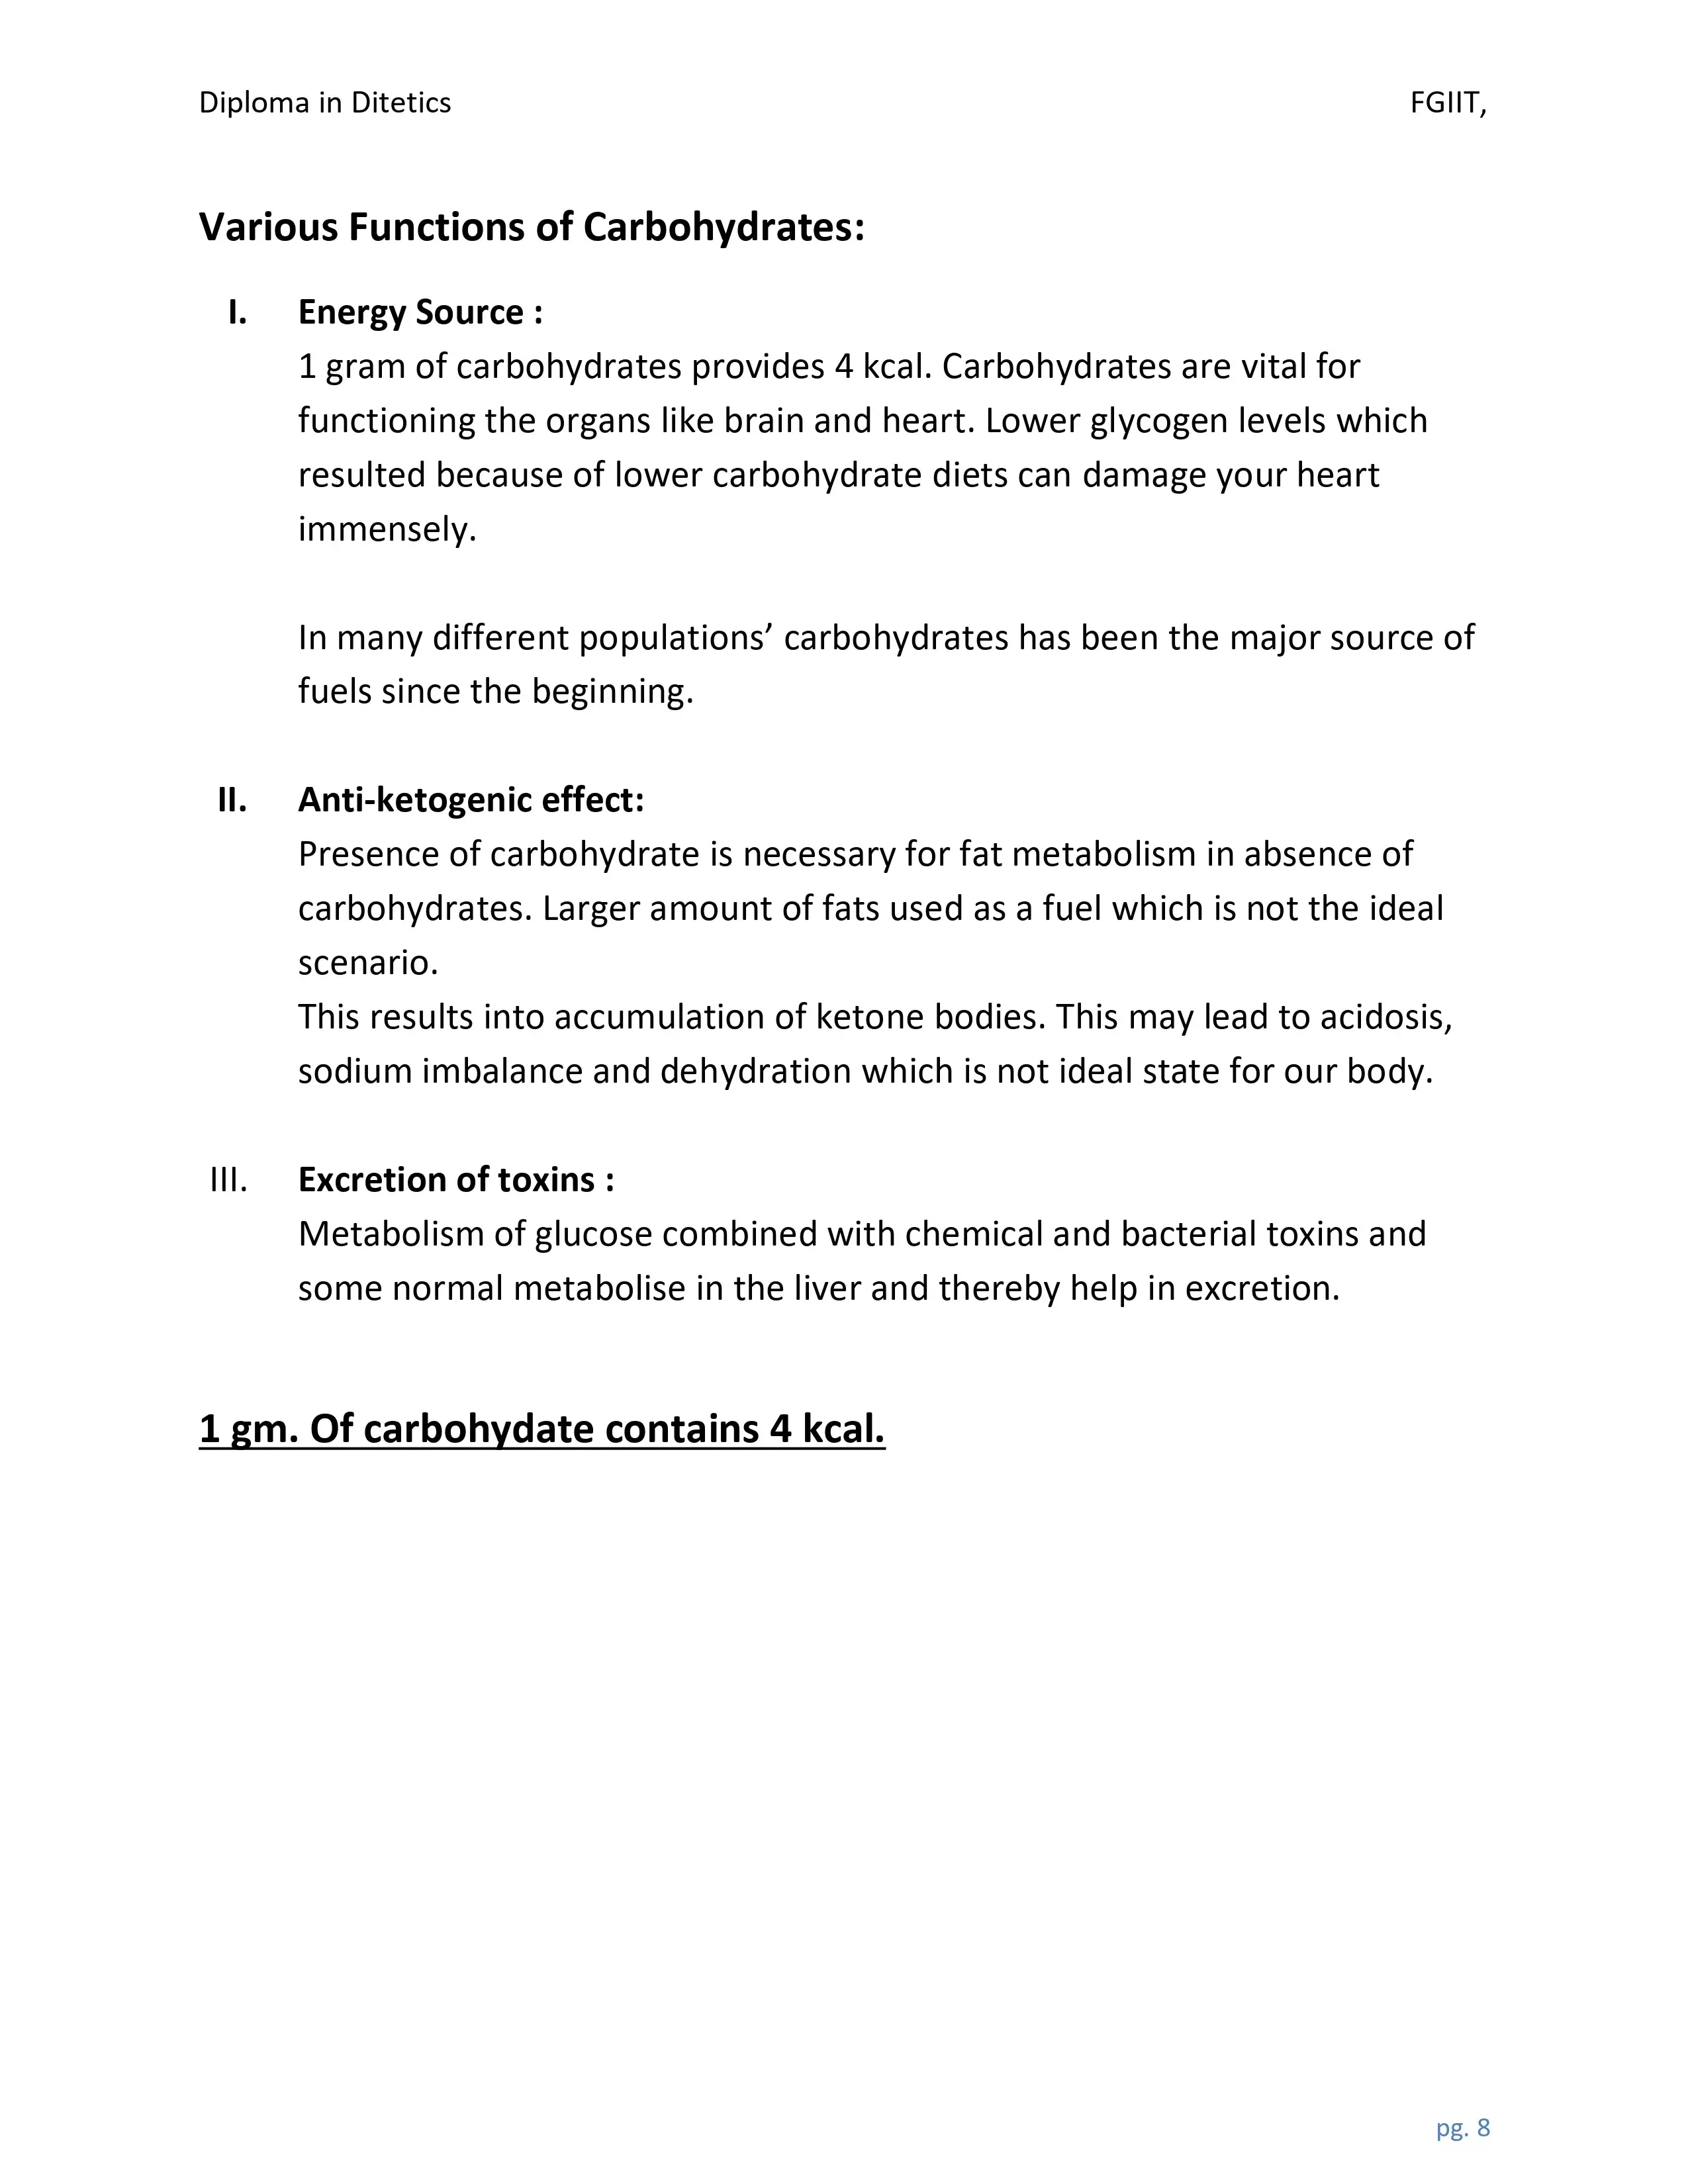 Diploma in Ditetics FGIIT,
Various Functions of Carbohydrates:
I. Energy Source :
1 gram of carbohydrates provides 4 kcal. Carbohydrates are vital for
functioning the organs like brain and heart. Lower glycogen levels which
resulted because of lower carbohydrate diets can damage your heart
immensely.
In many different populations’ carbohydrates has been the major source of
fuels since the beginning.
II. Anti-ketogenic effect:
Presence of carbohydrate is necessary for fat metabolism in absence of
carbohydrates. Larger amount of fats used as a fuel which is not the ideal
scenario.
This results into accumulation of ketone bodies. This may lead to acidosis,
sodium imbalance and dehydration which is not ideal state for our body.
III. Excretion of toxins :
Metabolism of glucose combined with chemical and bacterial toxins and
some normal metabolise in the liver and thereby help in excretion.
1 gm. Of carbohydate contains 4 kcal.
pg. 8